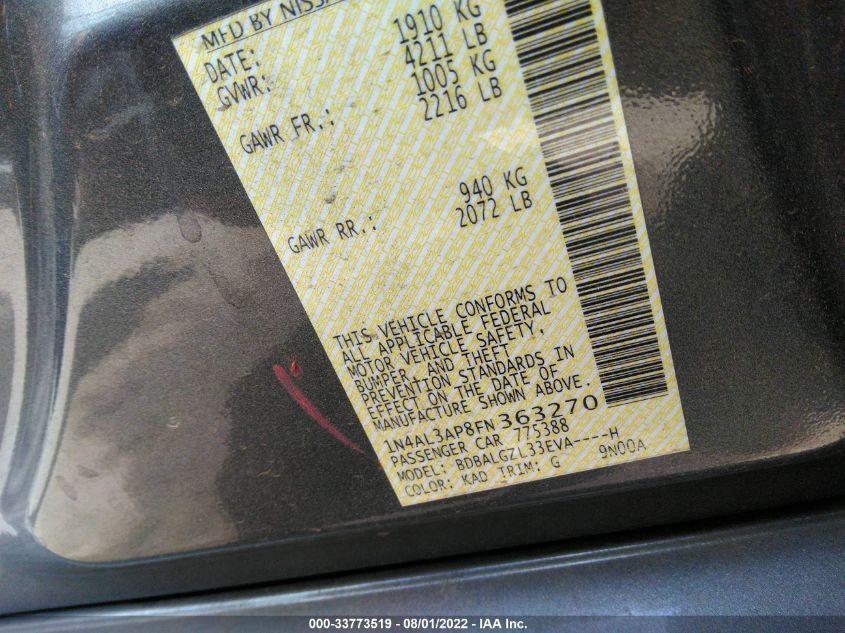 MFD BY NISSA
DATE:
GVWR: 1910 KG
4211 LB
GAWR FR.: 1005 KG
2216 LB
GAWR RR.: 940 KG
2072 LB
THIS VEHICLE CONFORMS TO
ALL APPLICABLE FEDERAL
MOTOR VEHICLE SAFETY,
BUMPER, AND THEFT
PREVENTION STANDARDS IN
EFFECT ON THE DATE OF
MANUFACTURE SHOWN ABOVE.
1N4AL3AP8FN363270
PASSENGER CAR 775388
MODEL: BDBALGZL33EVA----H
COLOR: KAD TRIM: G 9N00A
000-33773519 - 08/01/2022 - IAA Inc.